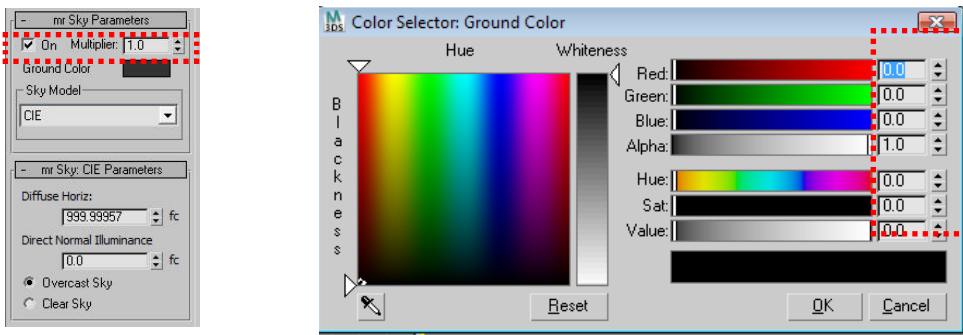 - mr Sky Parameters
On Multiplier: 1.0
Ground Color
Sky Model
CIE
- mr Sky: CIE Parameters
Diffuse Horiz:
999.99957 fc
Direct Normal Illuminance
0.0 fc
Overcast Sky
Clear Sky
M 3DS Color Selector: Ground Color
Hue Whiteness
Blackness
Red: 0.0
Green: 0.0
Blue: 0.0
Alpha: 1.0
Hue: 0.0
Sat: 0.0
Value: 0.0
Reset OK Cancel